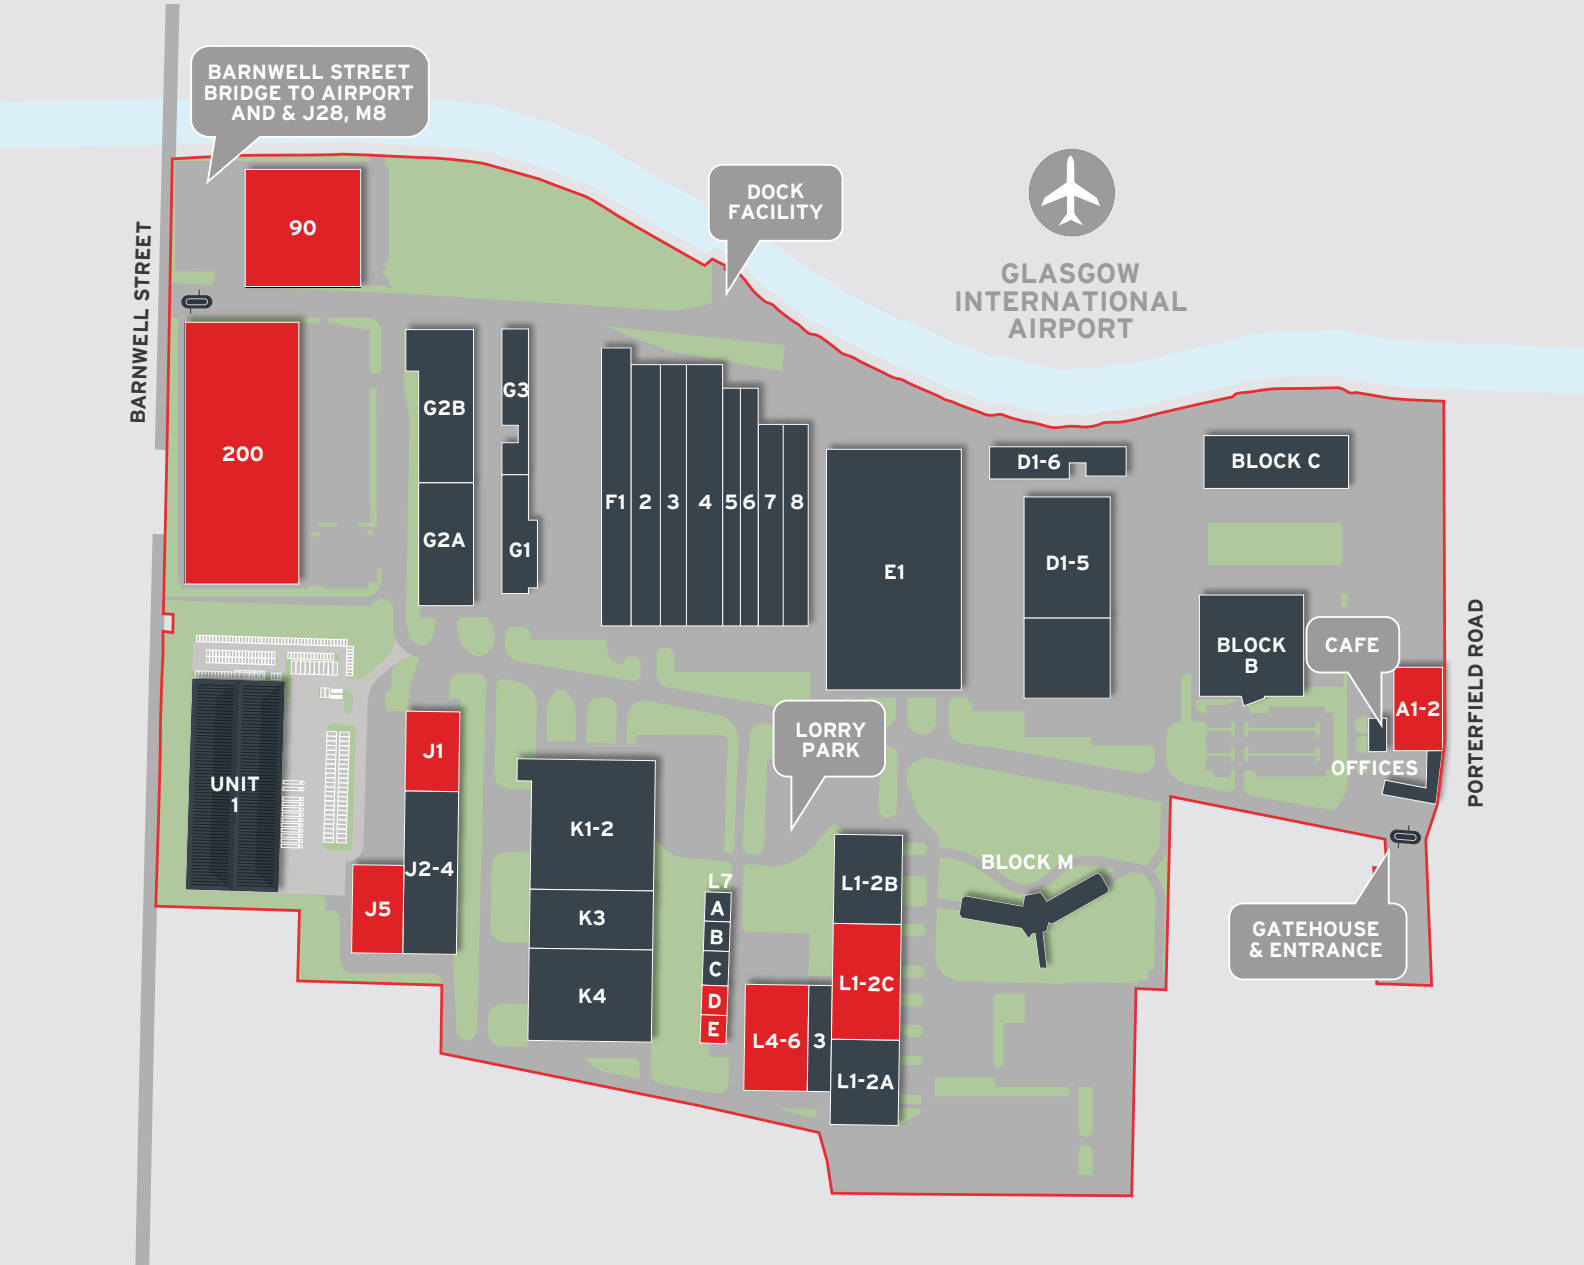 BARNWELL STREET
BRIDGE TO AIRPORT
AND & J28, M8
DOCK
FACILITY
GLASGOW
INTERNATIONAL
AIRPORT
BARNWELL STREET
90
200
G2B
G2A
G3
G1
F1
2
3
4
5
6
7
8
E1
D1-6
D1-5
BLOCK C
BLOCK
B
CAFE
A1-2
OFFICES
PORTERFIELD ROAD
UNIT
1
J1
J2-4
J5
K1-2
K3
K4
LORRY
PARK
L7
A
B
C
D
E
L1-2B
L1-2C
L1-2A
L4-6
3
BLOCK M
GATEHOUSE
& ENTRANCE